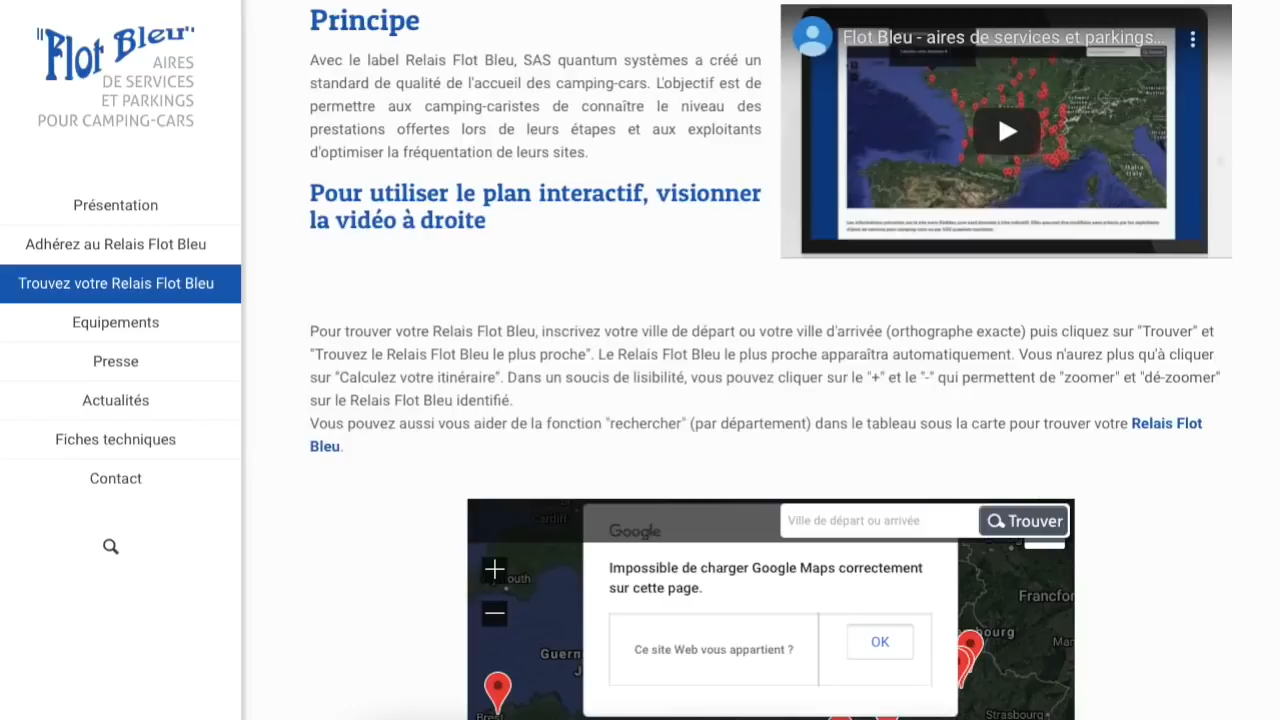 "Flot Bleu"
AIRES
DE SERVICES
ET PARKINGS
POUR CAMPING-CARS
Présentation
Adhérez au Relais Flot Bleu
Trouvez votre Relais Flot Bleu
Equipements
Presse
Actualités
Fiches techniques
Contact
Principe
Avec le label Relais Flot Bleu, SAS quantum systèmes a créé un
standard de qualité de l'accueil des camping-cars. L'objectif est de
permettre aux camping-caristes de connaître le niveau des
prestations offertes lors de leurs étapes et aux exploitants
d'optimiser la fréquentation de leurs sites.
Pour utiliser le plan interactif, visionner
la vidéo à droite
Flot Bleu - aires de services et parkings...
Italia
Italy
Pour trouver votre Relais Flot Bleu, inscrivez votre ville de départ ou votre ville d'arrivée (orthographe exacte) puis cliquez sur "Trouver" et
"Trouvez le Relais Flot Bleu le plus proche". Le Relais Flot Bleu le plus proche apparaîtra automatiquement. Vous n'aurez plus qu'à cliquer
sur "Calculez votre itinéraire". Dans un soucis de lisibilité, vous pouvez cliquer sur le "+" et le "-" qui permettent de "zoomer" et "dé-zoomer"
sur le Relais Flot Bleu identifié.
Vous pouvez aussi vous aider de la fonction "rechercher" (par département) dans le tableau sous la carte pour trouver votre Relais Flot
Bleu.
Cardiff
Google
Ville de départ ou arrivée
Trouver
Impossible de charger Google Maps correctement
sur cette page.
Ce site Web vous appartient ?
OK
outh
Guern
J
Brest
Francfor
bourg
Man
Strasbourg